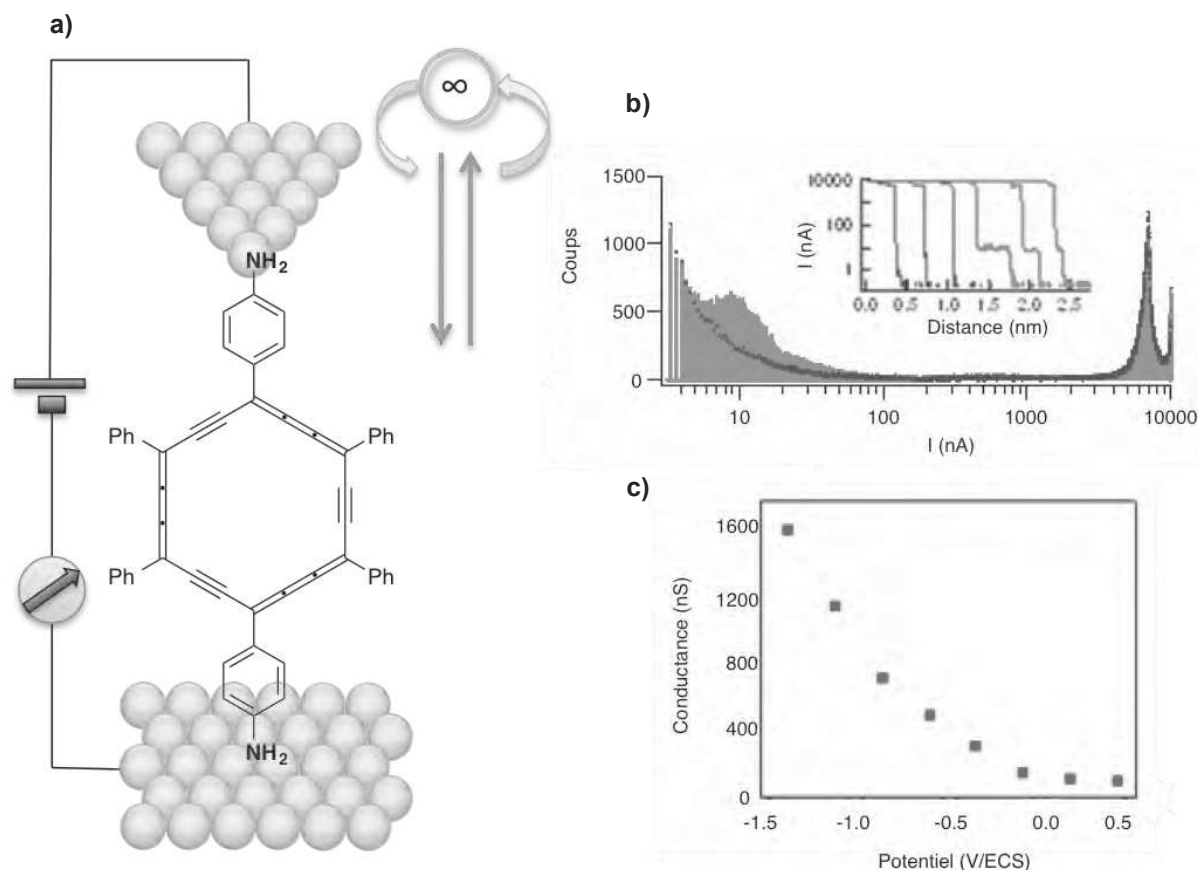 a)
∞
NH₂
Ph
Ph
Ph
Ph
NH₂
b)
1500
1000
500
0
Coups
10
100
1000
10000
I (nA)
10000
100
1
I (nA)
0.0 0.5 1.0 1.5 2.0 2.5
Distance (nm)
c)
1600
1200
800
400
0
Conductance (nS)
-1.5
-1.0
-0.5
0.0
0.5
Potentiel (V/ECS)